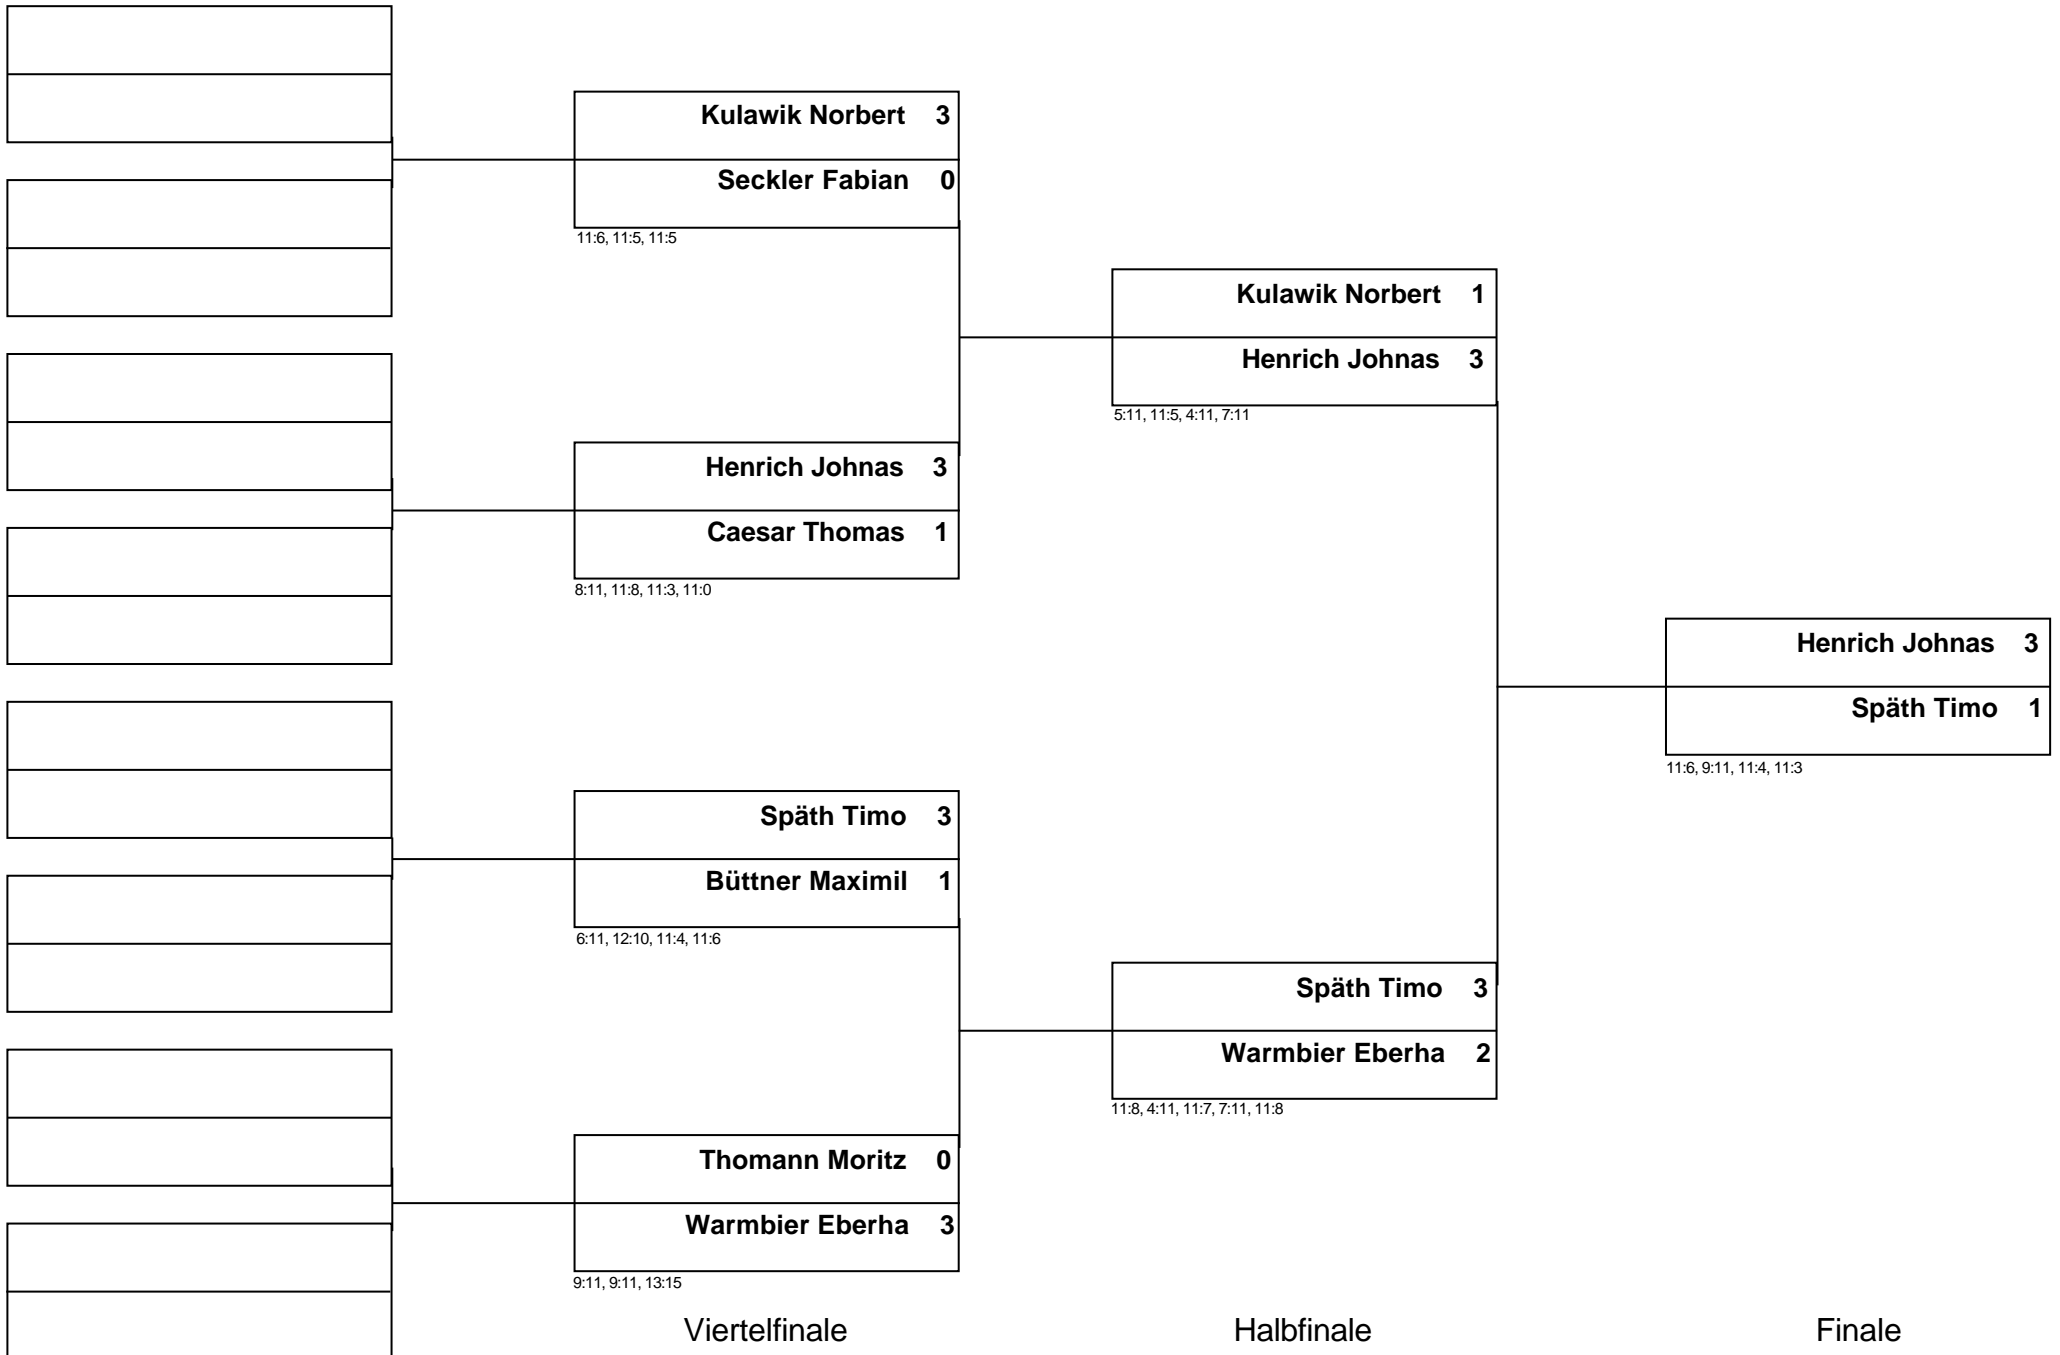 Kulawik Norbert 3
Seckler Fabian 0
11:6, 11:5, 11:5
Henrich Johnas 3
Caesar Thomas 1
8:11, 11:8, 11:3, 11:0
Späth Timo 3
Büttner Maximil 1
6:11, 12:10, 11:4, 11:6
Thomann Moritz 0
Warmbier Eberha 3
9:11, 9:11, 13:15
Viertelfinale
Kulawik Norbert 1
Henrich Johnas 3
5:11, 11:5, 4:11, 7:11
Späth Timo 3
Warmbier Eberha 2
11:8, 4:11, 11:7, 7:11, 11:8
Halbfinale
Henrich Johnas 3
Späth Timo 1
11:6, 9:11, 11:4, 11:3
Finale